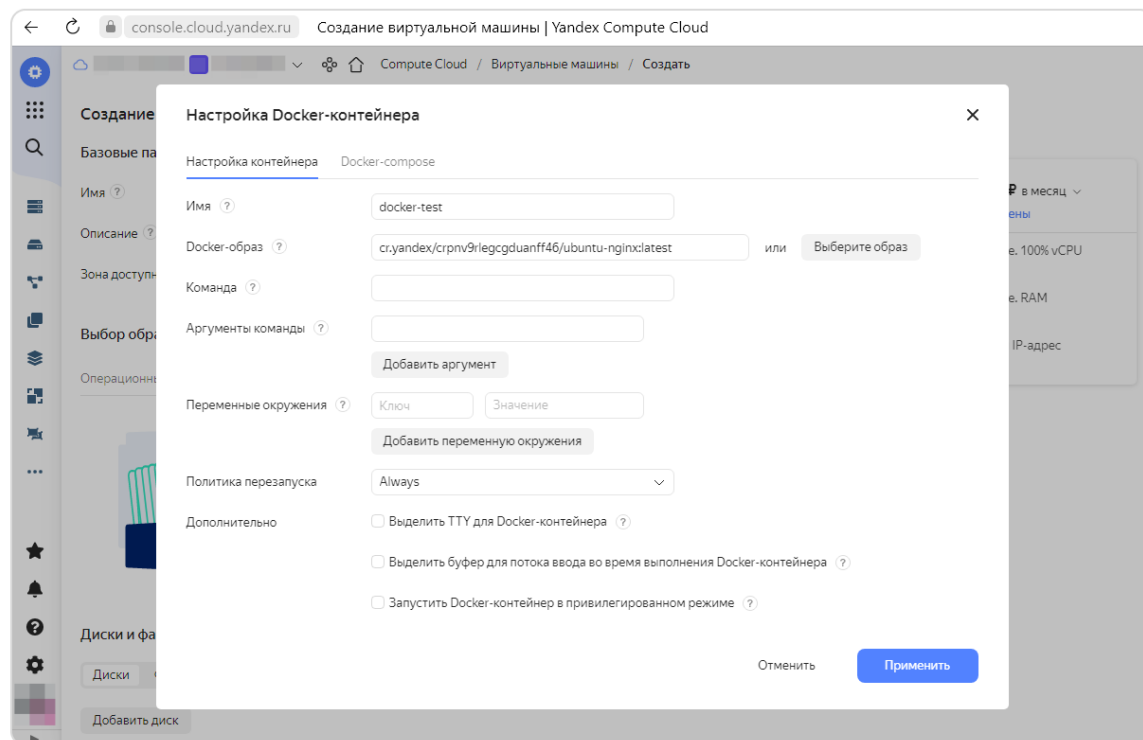 console.cloud.yandex.ru Создание виртуальной машины | Yandex Compute Cloud
Compute Cloud / Виртуальные машины / Создать
Создание
Базовые па
Имя ?
Описание ?
Зона доступн
Выбор обра
Операционны
Диски и фа
Диски
Добавить диск
Настройка Docker-контейнера
Настройка контейнера Docker-compose
Имя ? docker-test
Docker-образ ? cr.yandex/crpnv9rlegcgduanff46/ubuntu-nginx:latest или Выберите образ
Команда ?
Аргументы команды ?
Добавить аргумент
Переменные окружения ? Ключ Значение
Добавить переменную окружения
Политика перезапуска Always
Дополнительно Выделить TTY для Docker-контейнера ?
Выделить буфер для потока ввода во время выполнения Docker-контейнера ?
Запустить Docker-контейнер в привилегированном режиме ?
Отменить Применить
₽ в месяц
ены
е. 100% vCPU
е. RAM
IP-адрес